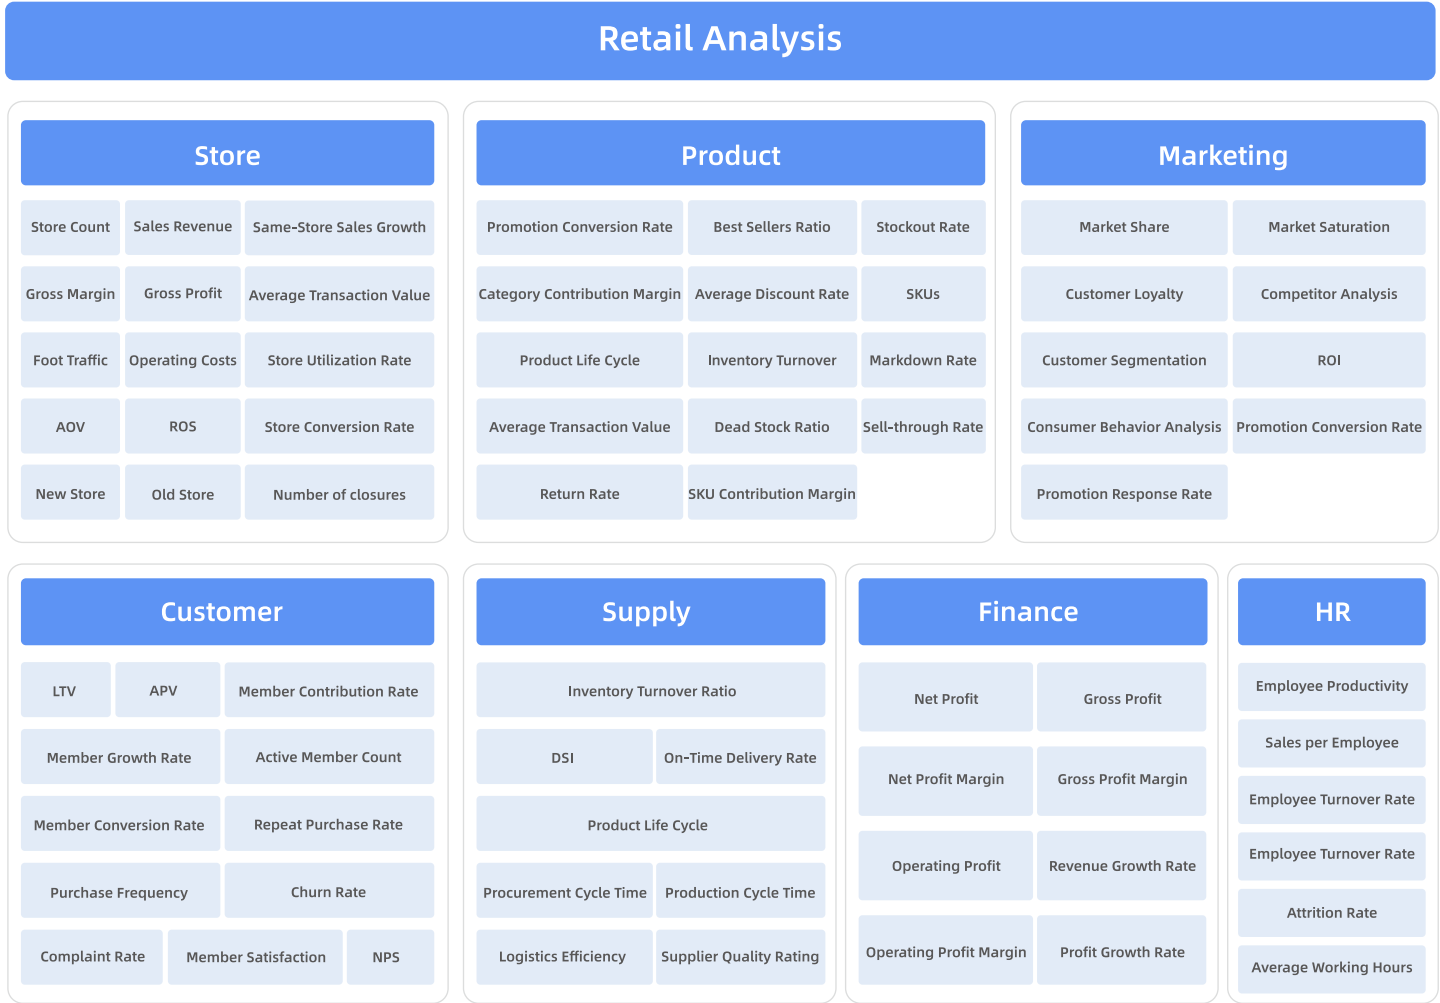 Retail Analysis
Store
Store Count
Sales Revenue
Same-Store Sales Growth
Gross Margin
Gross Profit
Average Transaction Value
Foot Traffic
Operating Costs
Store Utilization Rate
AOV
ROS
Store Conversion Rate
New Store
Old Store
Number of closures
Product
Promotion Conversion Rate
Best Sellers Ratio
Stockout Rate
Category Contribution Margin
Average Discount Rate
SKUs
Product Life Cycle
Inventory Turnover
Markdown Rate
Average Transaction Value
Dead Stock Ratio
Sell-through Rate
Return Rate
SKU Contribution Margin
Marketing
Market Share
Market Saturation
Customer Loyalty
Competitor Analysis
Customer Segmentation
ROI
Consumer Behavior Analysis
Promotion Conversion Rate
Promotion Response Rate
Customer
LTV
APV
Member Contribution Rate
Member Growth Rate
Active Member Count
Member Conversion Rate
Repeat Purchase Rate
Purchase Frequency
Churn Rate
Complaint Rate
Member Satisfaction
NPS
Supply
Inventory Turnover Ratio
DSI
On-Time Delivery Rate
Product Life Cycle
Procurement Cycle Time
Production Cycle Time
Logistics Efficiency
Supplier Quality Rating
Finance
Net Profit
Gross Profit
Net Profit Margin
Gross Profit Margin
Operating Profit
Revenue Growth Rate
Operating Profit Margin
Profit Growth Rate
HR
Employee Productivity
Sales per Employee
Employee Turnover Rate
Employee Turnover Rate
Attrition Rate
Average Working Hours